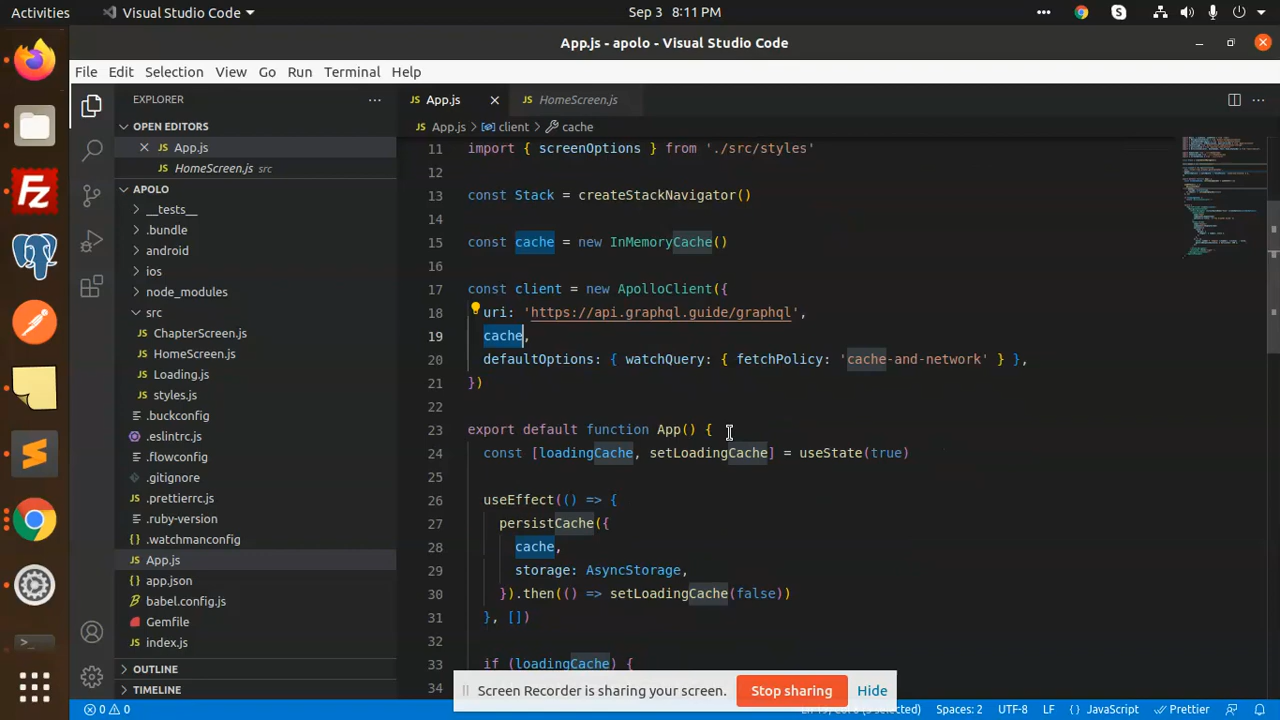 Activities
Visual Studio Code
Sep 3 8:11 PM
App.js - apolo - Visual Studio Code
File Edit Selection View Go Run Terminal Help
EXPLORER
OPEN EDITORS
App.js
HomeScreen.js src
APOLO
__tests__
.bundle
android
ios
node_modules
src
ChapterScreen.js
HomeScreen.js
Loading.js
styles.js
.buckconfig
.eslintrc.js
.flowconfig
.gitignore
.prettierrc.js
.ruby-version
.watchmanconfig
App.js
app.json
babel.config.js
Gemfile
index.js
OUTLINE
TIMELINE
App.js
HomeScreen.js
App.js > client > cache
11 import { screenOptions } from './src/styles'
12
13 const Stack = createStackNavigator()
14
15 const cache = new InMemoryCache()
16
17 const client = new ApolloClient({
18 uri: 'https://api.graphql.guide/graphql',
19 cache,
20 defaultOptions: { watchQuery: { fetchPolicy: 'cache-and-network' } },
21 })
22
23 export default function App() {
24 const [loadingCache, setLoadingCache] = useState(true)
25
26 useEffect(() => {
27 persistCache({
28 cache,
29 storage: AsyncStorage,
30 }).then(() => setLoadingCache(false))
31 }, [])
32
33 if (loadingCache) {
34
Screen Recorder is sharing your screen.
Stop sharing
Hide
0 0
Spaces: 2
UTF-8
LF
{ } JavaScript
Prettier